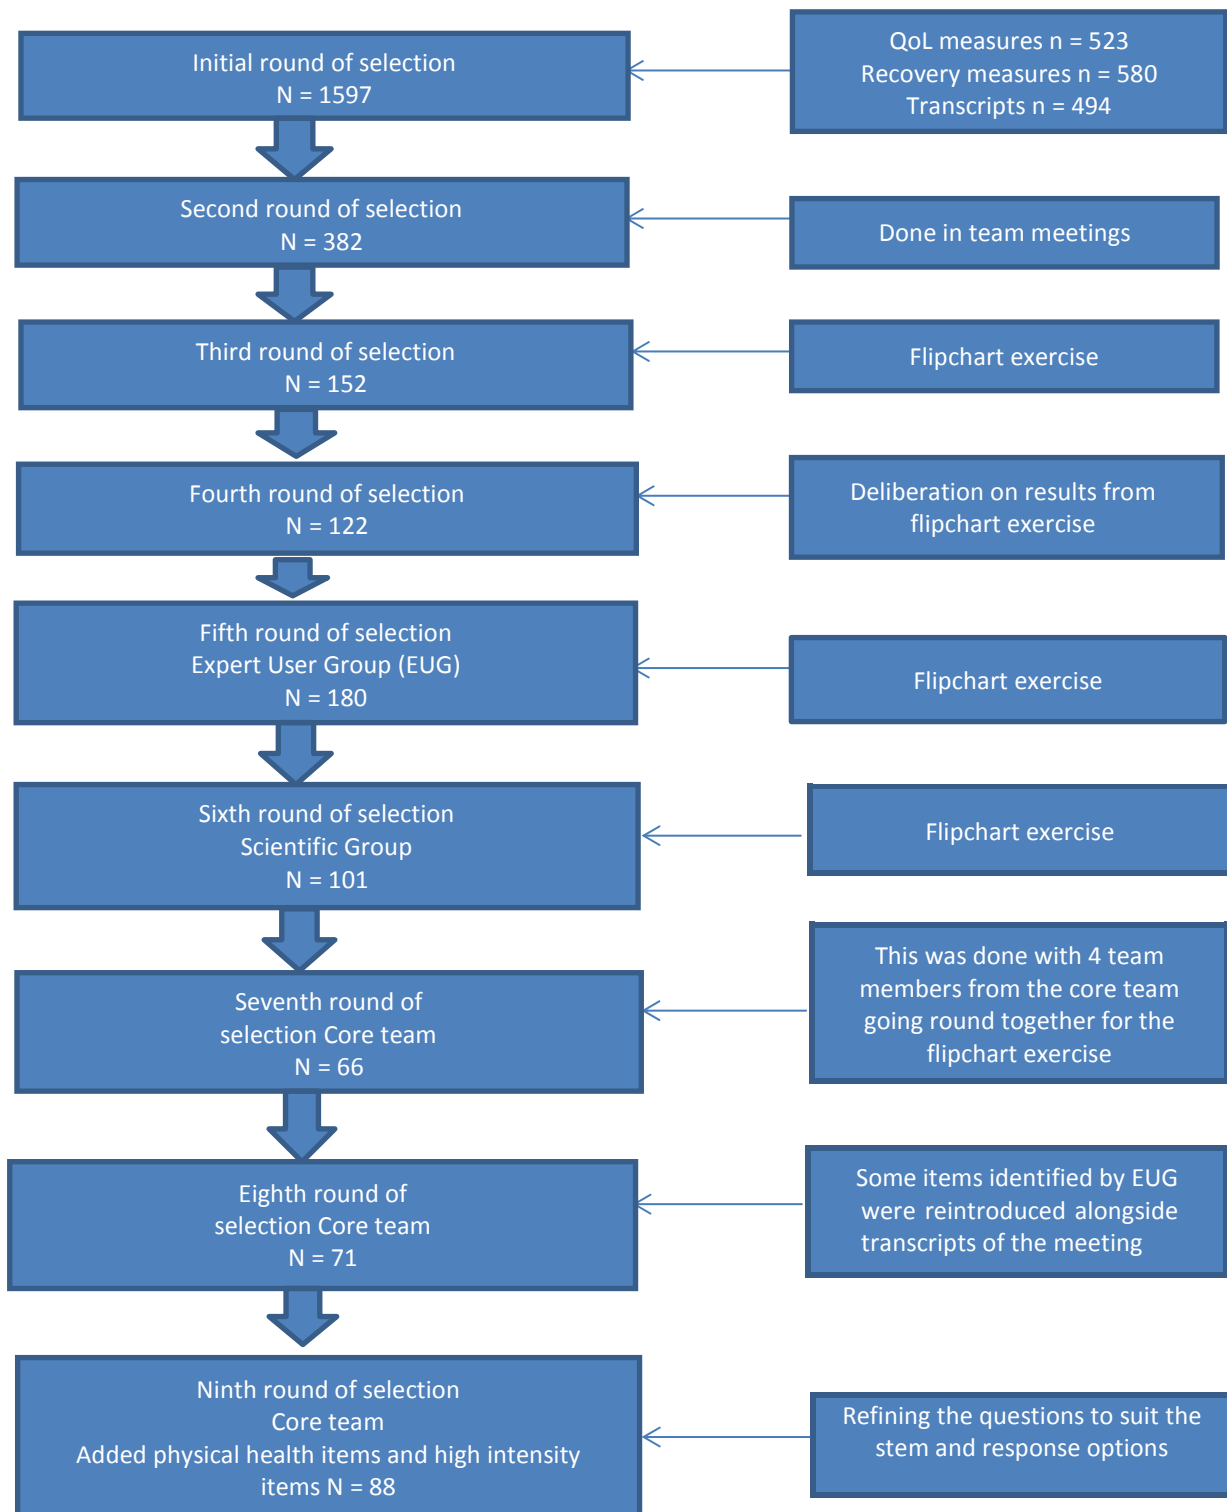 Initial round of selection
N = 1597
QoL measures n = 523
Recovery measures n = 580
Transcripts n = 494
Second round of selection
N = 382
Done in team meetings
Third round of selection
N = 152
Flipchart exercise
Fourth round of selection
N = 122
Deliberation on results from
flipchart exercise
Fifth round of selection
Expert User Group (EUG)
N = 180
Flipchart exercise
Sixth round of selection
Scientific Group
N = 101
Flipchart exercise
Seventh round of
selection Core team
N = 66
This was done with 4 team
members from the core team
going round together for the
flipchart exercise
Eighth round of
selection Core team
N = 71
Some items identified by EUG
were reintroduced alongside
transcripts of the meeting
Ninth round of selection
Core team
Added physical health items and high intensity
items N = 88
Refining the questions to suit the
stem and response options